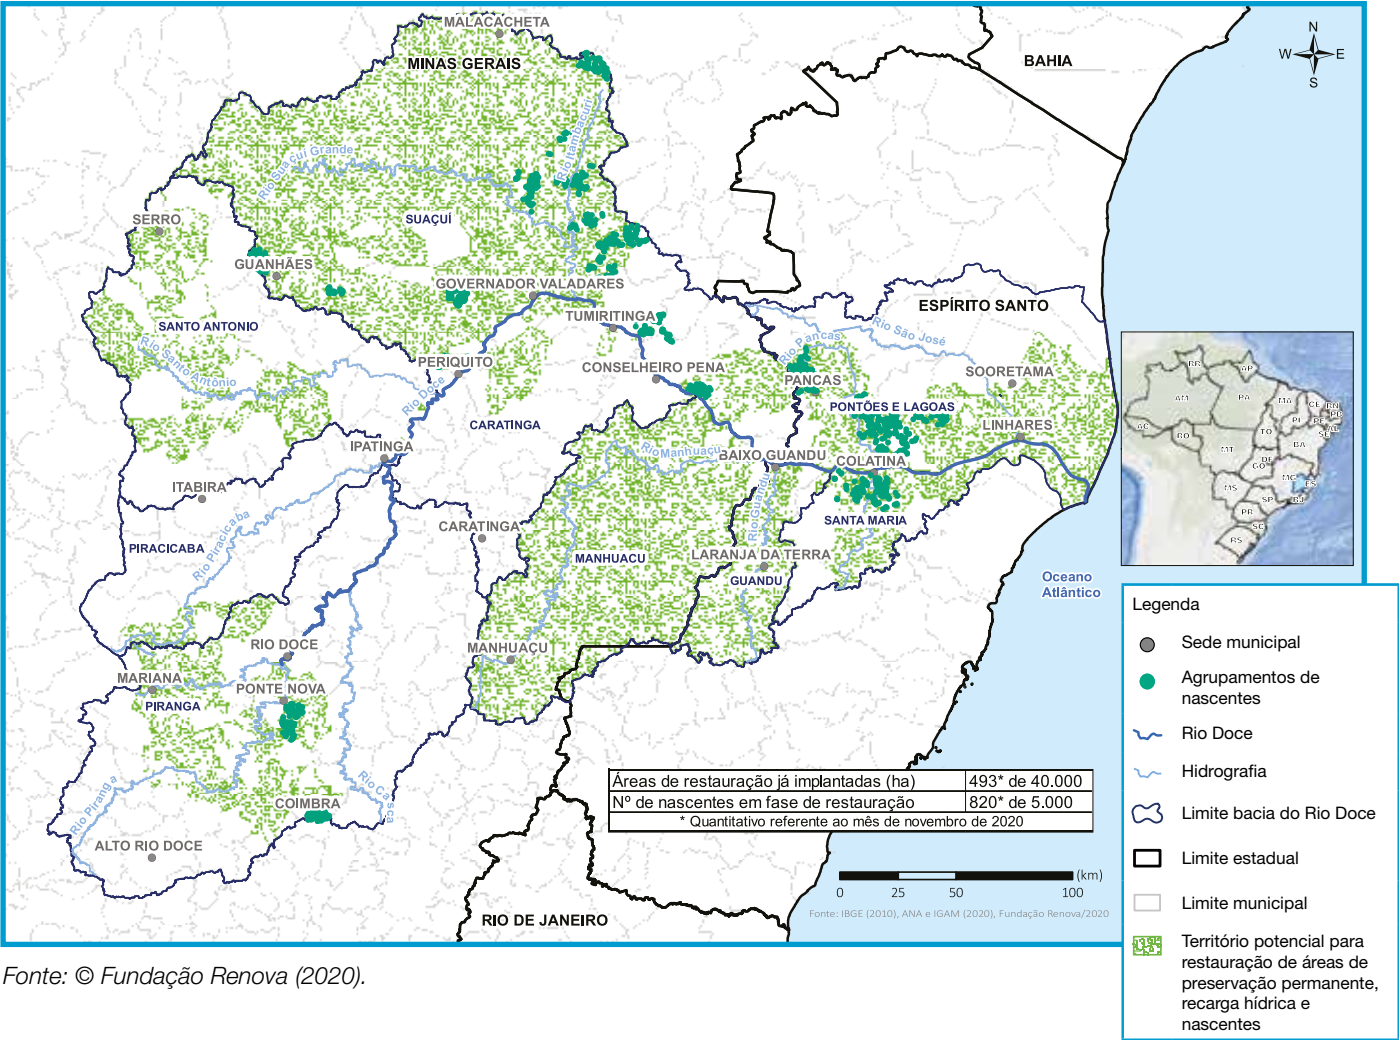 MALACACHETA
MINAS GERAIS
BAHIA
N
W
E
S
Rio Itambacuri
Rio Suaçuí Grande
SERRO
SUAÇUÍ
GUANHÃES
GOVERNADOR VALADARES
ESPÍRITO SANTO
SANTO ANTONIO
TUMIRITINGA
Rio São José
Rio Pancas
Rio Santo Antônio
PERIQUITO
CONSELHEIRO PENA
PANCAS
SOORETAMA
Rio Doce
CARATINGA
PONTÕES E LAGOAS
LINHARES
IPATINGA
Rio Manhuaçu
BAIXO GUANDU
COLATINA
ITABIRA
Rio Guandu
CARATINGA
SANTA MARIA
Rio Piracicaba
PIRACICABA
MANHUACU
LARANJA DA TERRA
GUANDU
Oceano
Atlântico
RIO DOCE
MANHUAÇU
MARIANA
PONTE NOVA
PIRANGA
Rio Piranga
Rio Casca
COIMBRA
ALTO RIO DOCE
RIO DE JANEIRO
RR
AP
AM
PA
MA
CE
RN
PB
PI
PE
AL
SE
AC
RO
TO
BA
MT
DF
GO
MG
ES
MS
SP
RJ
PR
SC
RS
Áreas de restauração já implantadas (ha) 493* de 40.000
Nº de nascentes em fase de restauração 820* de 5.000
* Quantitativo referente ao mês de novembro de 2020
(km)
0 25 50 100
Fonte: IBGE (2010), ANA e IGAM (2020), Fundação Renova/2020
Legenda
Sede municipal
Agrupamentos de
nascentes
Rio Doce
Hidrografia
Limite bacia do Rio Doce
Limite estadual
Limite municipal
Território potencial para
restauração de áreas de
preservação permanente,
recarga hídrica e
nascentes
Fonte: © Fundação Renova (2020).